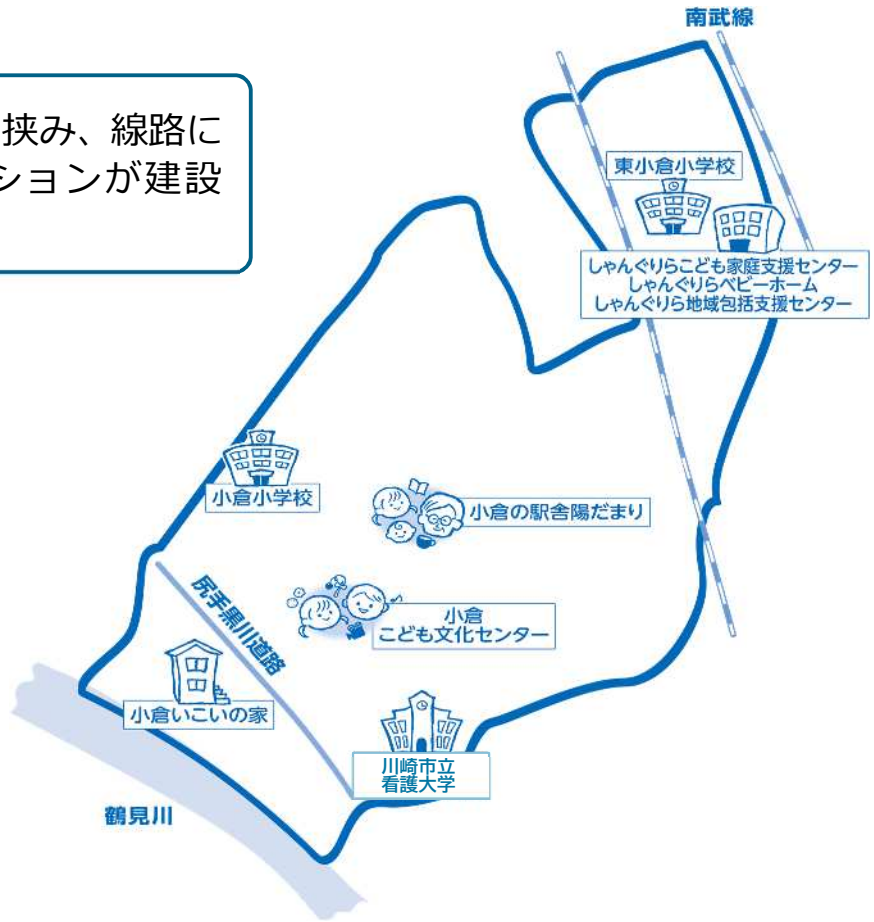 南武線
挟み、線路に
ションが建設
東小倉小学校
しゃんぐりらこども家庭支援センター
しゃんぐりらベビーホーム
しゃんぐりら地域包括支援センター
小倉小学校
小倉の駅舎陽だまり
尻手黒川道路
小倉
こども文化センター
小倉いこいの家
川崎市立
看護大学
鶴見川